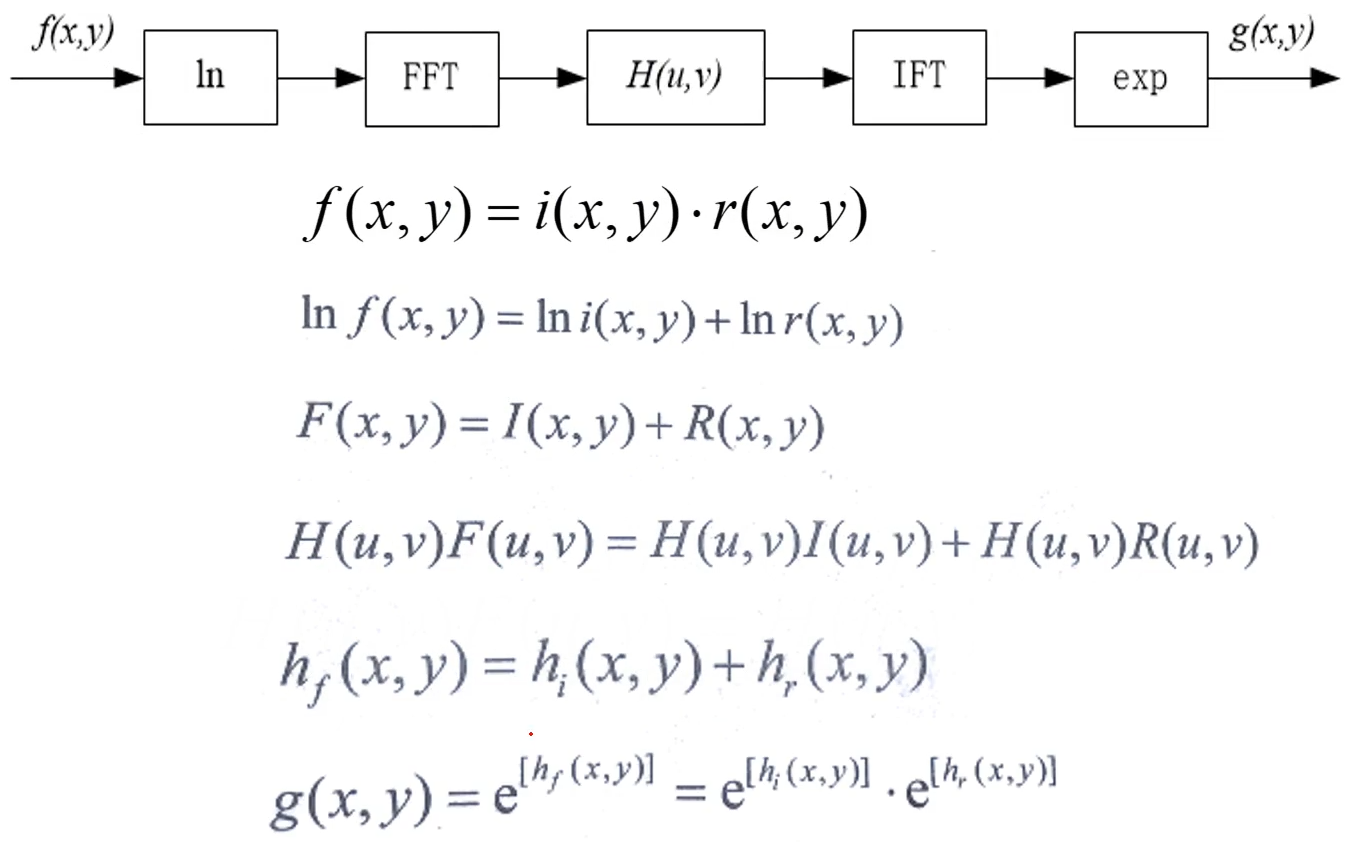 f(x,y) ln FFT H(u,v) IFT exp g(x,y)
f(x, y) = i(x, y) · r(x, y)
ln f(x, y) = ln i(x, y) + ln r(x, y)
F(x, y) = I(x, y) + R(x, y)
H(u, v)F(u, v) = H(u, v)I(u, v) + H(u, v)R(u, v)
h_f(x, y) = h_i(x, y) + h_r(x, y)
g(x, y) = e^[h_f(x,y)] = e^[h_i(x,y)] · e^[h_r(x,y)]